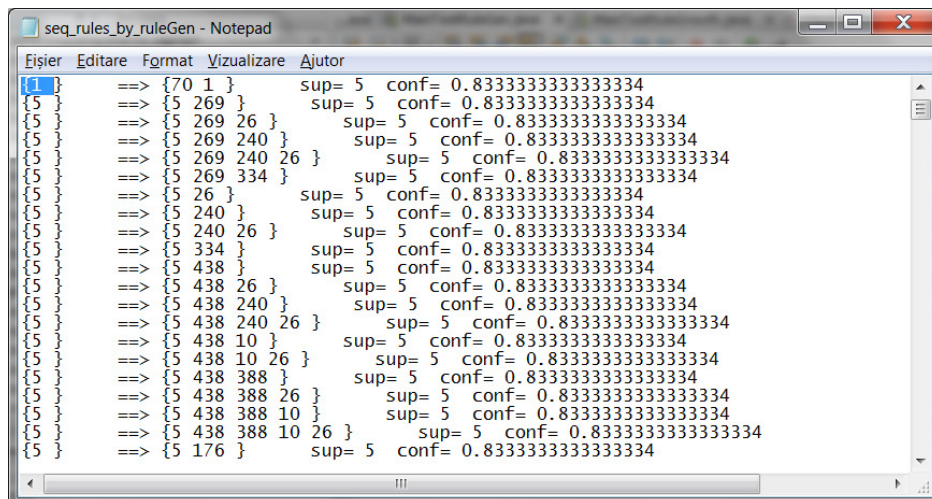 seq_rules_by_ruleGen - Notepad
Fișier Editare Format Vizualizare Ajutor
{1 } ==> {70 1 } sup= 5 conf= 0.8333333333333334
{5 } ==> {5 269 } sup= 5 conf= 0.8333333333333334
{5 } ==> {5 269 26 } sup= 5 conf= 0.8333333333333334
{5 } ==> {5 269 240 } sup= 5 conf= 0.8333333333333334
{5 } ==> {5 269 240 26 } sup= 5 conf= 0.8333333333333334
{5 } ==> {5 269 334 } sup= 5 conf= 0.8333333333333334
{5 } ==> {5 26 } sup= 5 conf= 0.8333333333333334
{5 } ==> {5 240 } sup= 5 conf= 0.8333333333333334
{5 } ==> {5 240 26 } sup= 5 conf= 0.8333333333333334
{5 } ==> {5 334 } sup= 5 conf= 0.8333333333333334
{5 } ==> {5 438 } sup= 5 conf= 0.8333333333333334
{5 } ==> {5 438 26 } sup= 5 conf= 0.8333333333333334
{5 } ==> {5 438 240 } sup= 5 conf= 0.8333333333333334
{5 } ==> {5 438 240 26 } sup= 5 conf= 0.8333333333333334
{5 } ==> {5 438 10 } sup= 5 conf= 0.8333333333333334
{5 } ==> {5 438 10 26 } sup= 5 conf= 0.8333333333333334
{5 } ==> {5 438 388 } sup= 5 conf= 0.8333333333333334
{5 } ==> {5 438 388 26 } sup= 5 conf= 0.8333333333333334
{5 } ==> {5 438 388 10 } sup= 5 conf= 0.8333333333333334
{5 } ==> {5 438 388 10 26 } sup= 5 conf= 0.8333333333333334
{5 } ==> {5 176 } sup= 5 conf= 0.8333333333333334